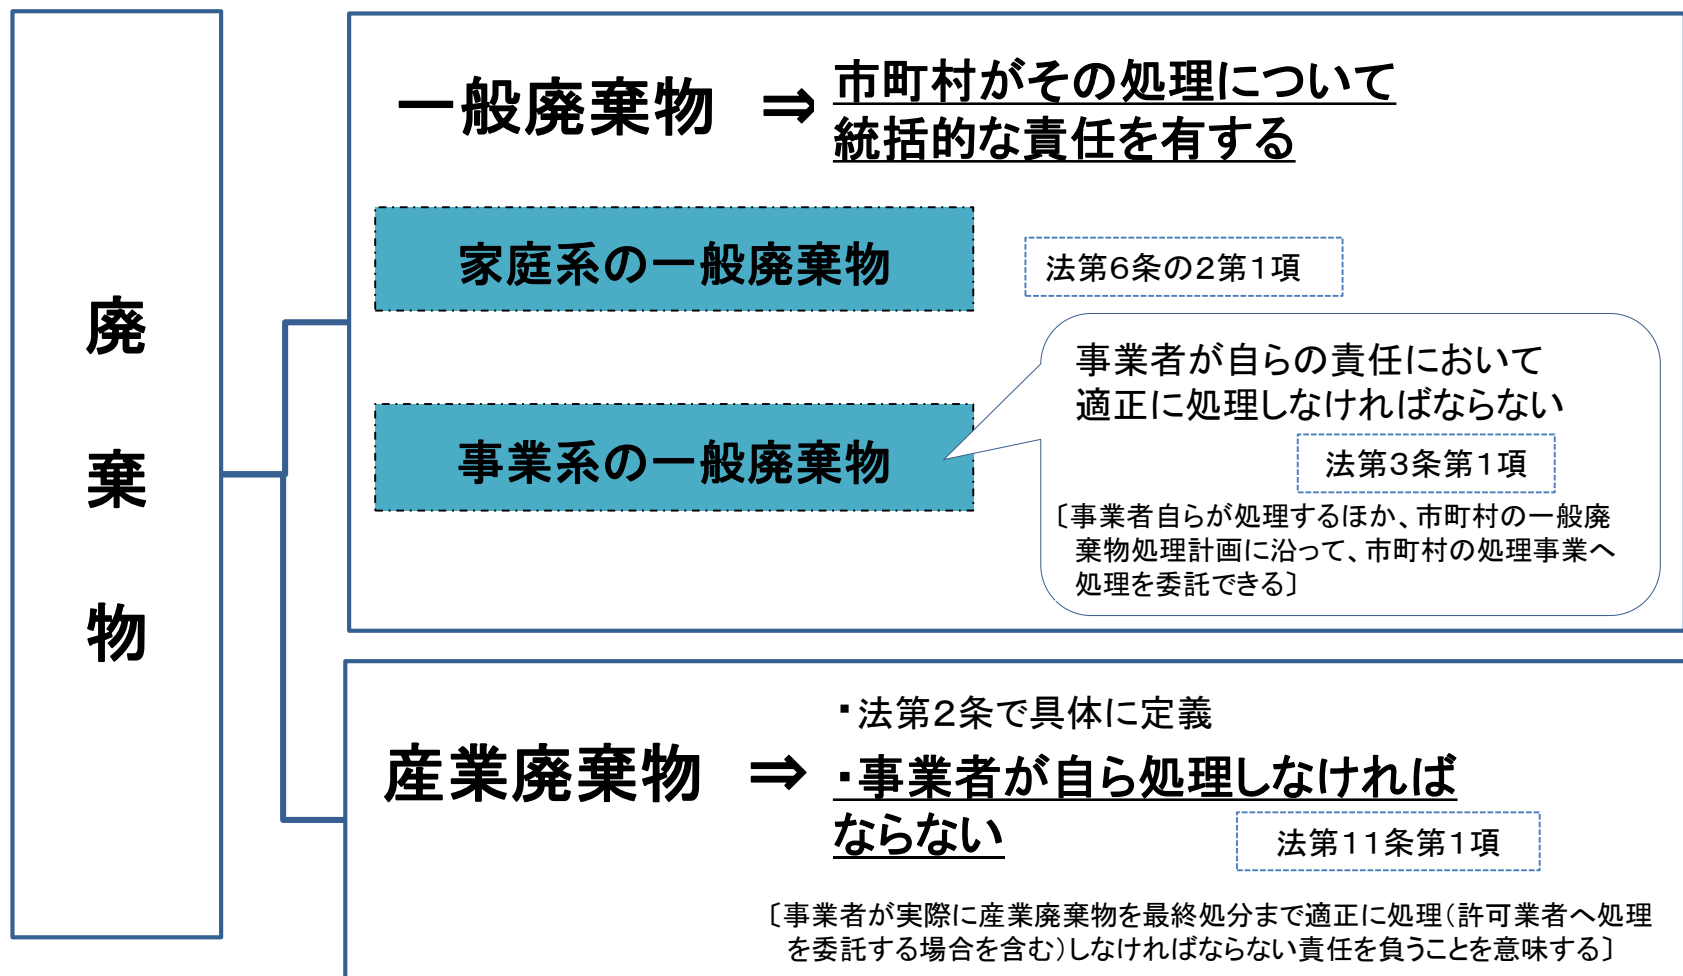 廃棄物
一般廃棄物 ⇒ 市町村がその処理について
統括的な責任を有する
家庭系の一般廃棄物
法第6条の2第1項
事業系の一般廃棄物
事業者が自らの責任において
適正に処理しなければならない
法第3条第1項
〔事業者自らが処理するほか、市町村の一般廃
棄物処理計画に沿って、市町村の処理事業へ
処理を委託できる〕
産業廃棄物 ⇒
・法第2条で具体に定義
・事業者が自ら処理しなければ
ならない
法第11条第1項
〔事業者が実際に産業廃棄物を最終処分まで適正に処理(許可業者へ処理
を委託する場合を含む)しなければならない責任を負うことを意味する〕